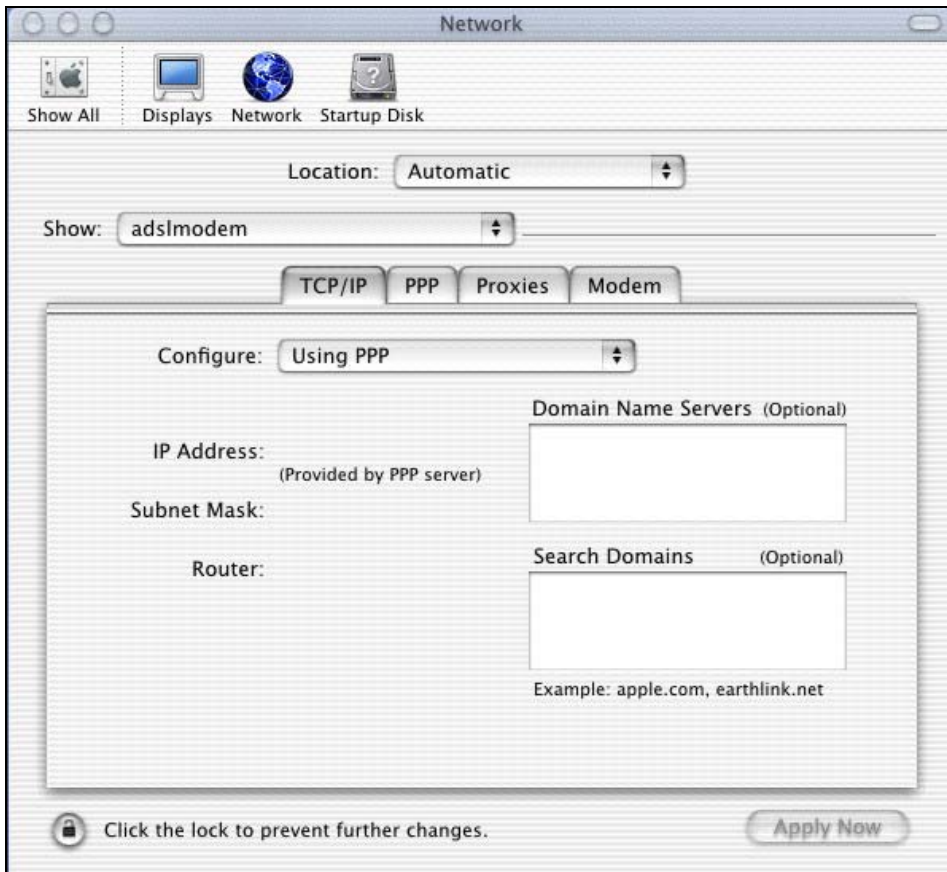 Network
Show All
Displays
Network
Startup Disk
Location: Automatic
Show: adslmodem
TCP/IP
PPP
Proxies
Modem
Configure: Using PPP
Domain Name Servers (Optional)
IP Address:
(Provided by PPP server)
Subnet Mask:
Search Domains (Optional)
Router:
Example: apple.com, earthlink.net
Click the lock to prevent further changes.
Apply Now